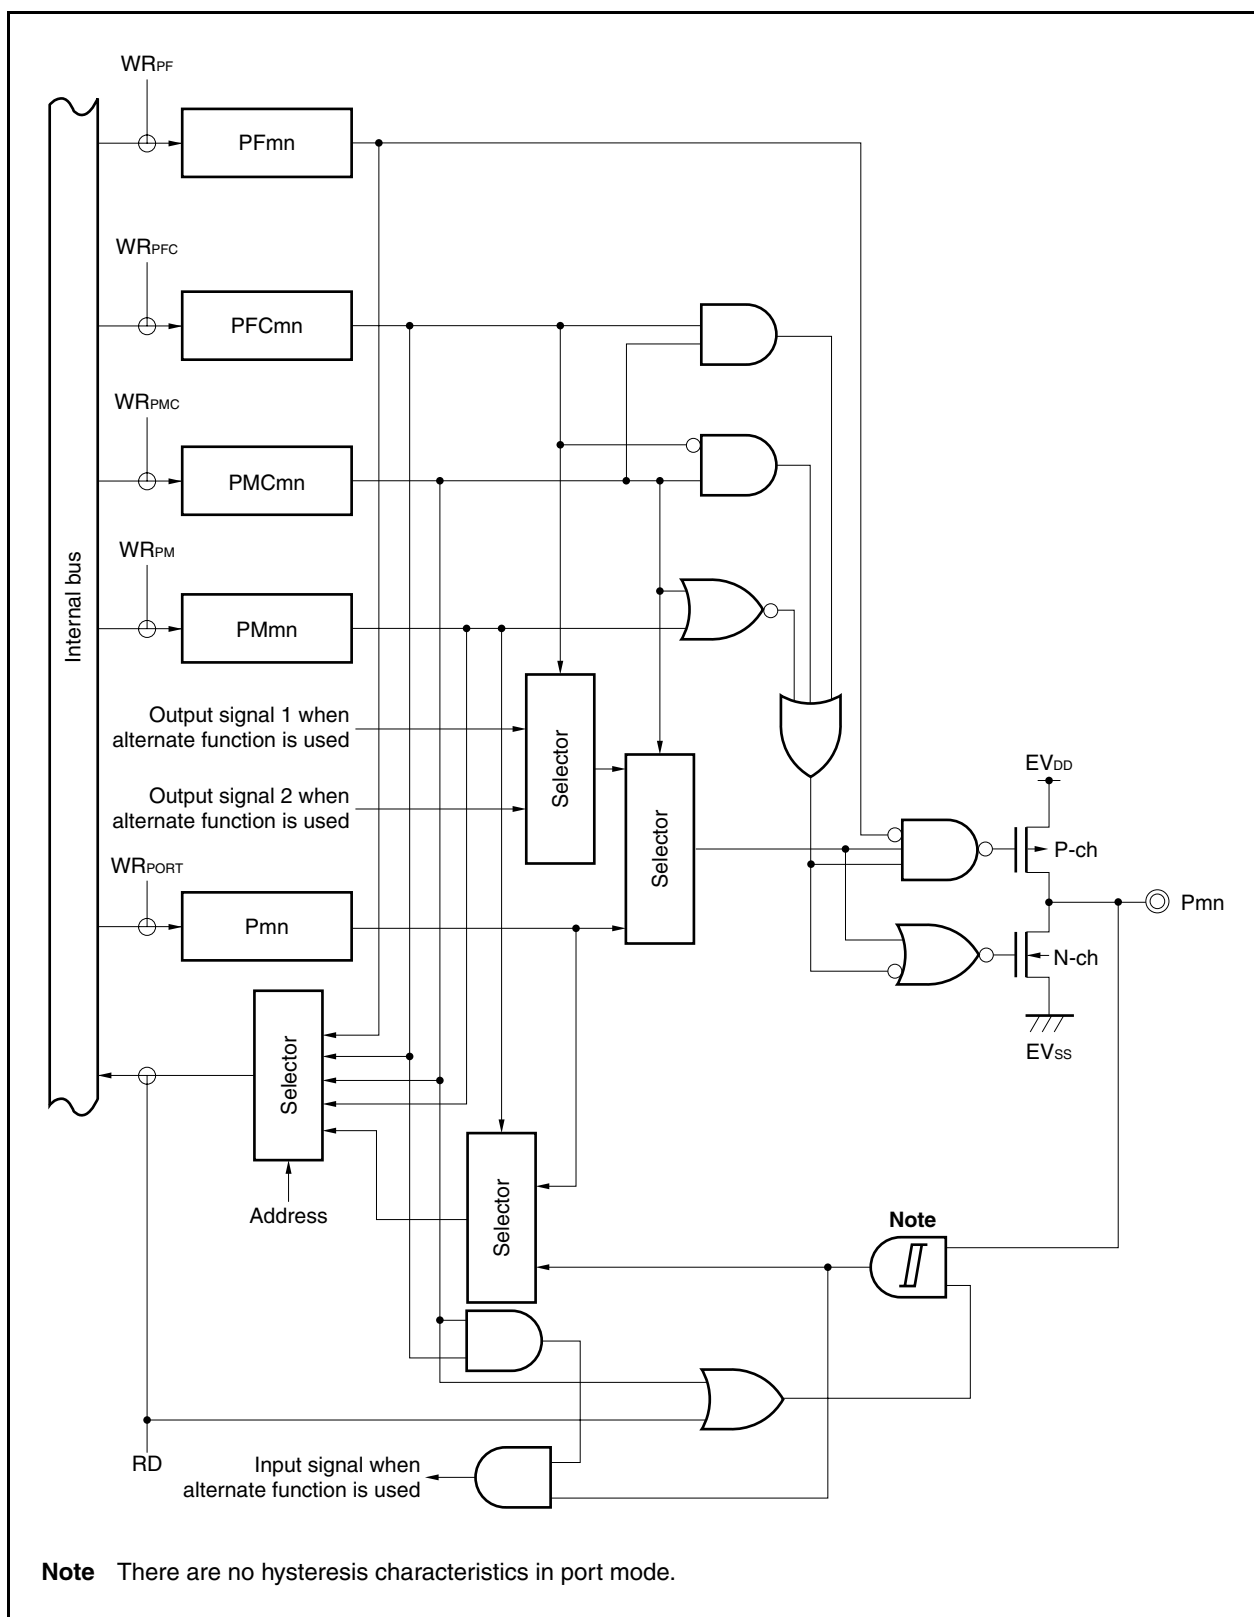 WRPF
PFmn
WRPFC
PFCmn
WRPMC
PMCmn
WRPM
PMmn
Internal bus
Output signal 1 when
alternate function is used
Output signal 2 when
alternate function is used
Selector
Selector
EVDD
P-ch
WRPORT
Pmn
Pmn
N-ch
EVSS
Selector
Address
Selector
Note
RD
Input signal when
alternate function is used
Note There are no hysteresis characteristics in port mode.